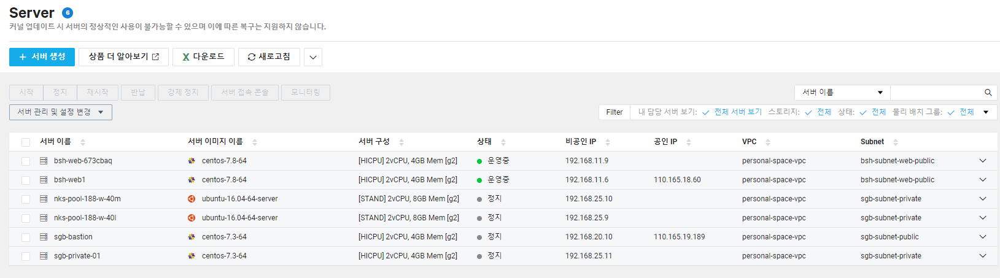 Server 6
커널 업데이트 시 서버의 정상적인 사용이 불가능할 수 있으며 이에 따른 복구는 지원하지 않습니다.
+ 서버 생성 상품 더 알아보기 다운로드 새로고침
시작 정지 재시작 반납 강제 정지 서버 접속 콘솔 모니터링 서버 이름
서버 관리 및 설정 변경 Filter 내 담당 서버 보기: 전체 서버 보기 스토리지: 전체 상태: 전체 물리 배치 그룹: 전체
서버 이름 서버 이미지 이름 서버 구성 상태 비공인 IP 공인 IP VPC Subnet
bsh-web-673cbaq centos-7.8-64 [HICPU] 2vCPU, 4GB Mem [g2] 운영중 192.168.11.9 personal-space-vpc bsh-subnet-web-public
bsh-web1 centos-7.8-64 [HICPU] 2vCPU, 4GB Mem [g2] 운영중 192.168.11.6 110.165.18.60 personal-space-vpc bsh-subnet-web-public
nks-pool-188-w-40m ubuntu-16.04-64-server [STAND] 2vCPU, 8GB Mem [g2] 정지 192.168.25.10 personal-space-vpc sgb-subnet-private
nks-pool-188-w-40l ubuntu-16.04-64-server [STAND] 2vCPU, 8GB Mem [g2] 정지 192.168.25.9 personal-space-vpc sgb-subnet-private
sgb-bastion centos-7.3-64 [HICPU] 2vCPU, 4GB Mem [g2] 정지 192.168.20.10 110.165.19.189 personal-space-vpc sgb-subnet-public
sgb-private-01 centos-7.3-64 [HICPU] 2vCPU, 4GB Mem [g2] 정지 192.168.25.11 personal-space-vpc sgb-subnet-private